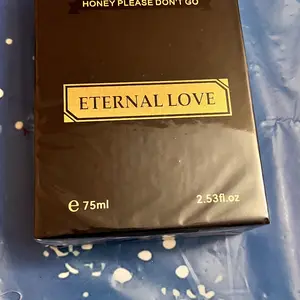 HONEY PLEASE DON'T GO
ETERNAL LOVE
e 75ml 2.53fl.oz